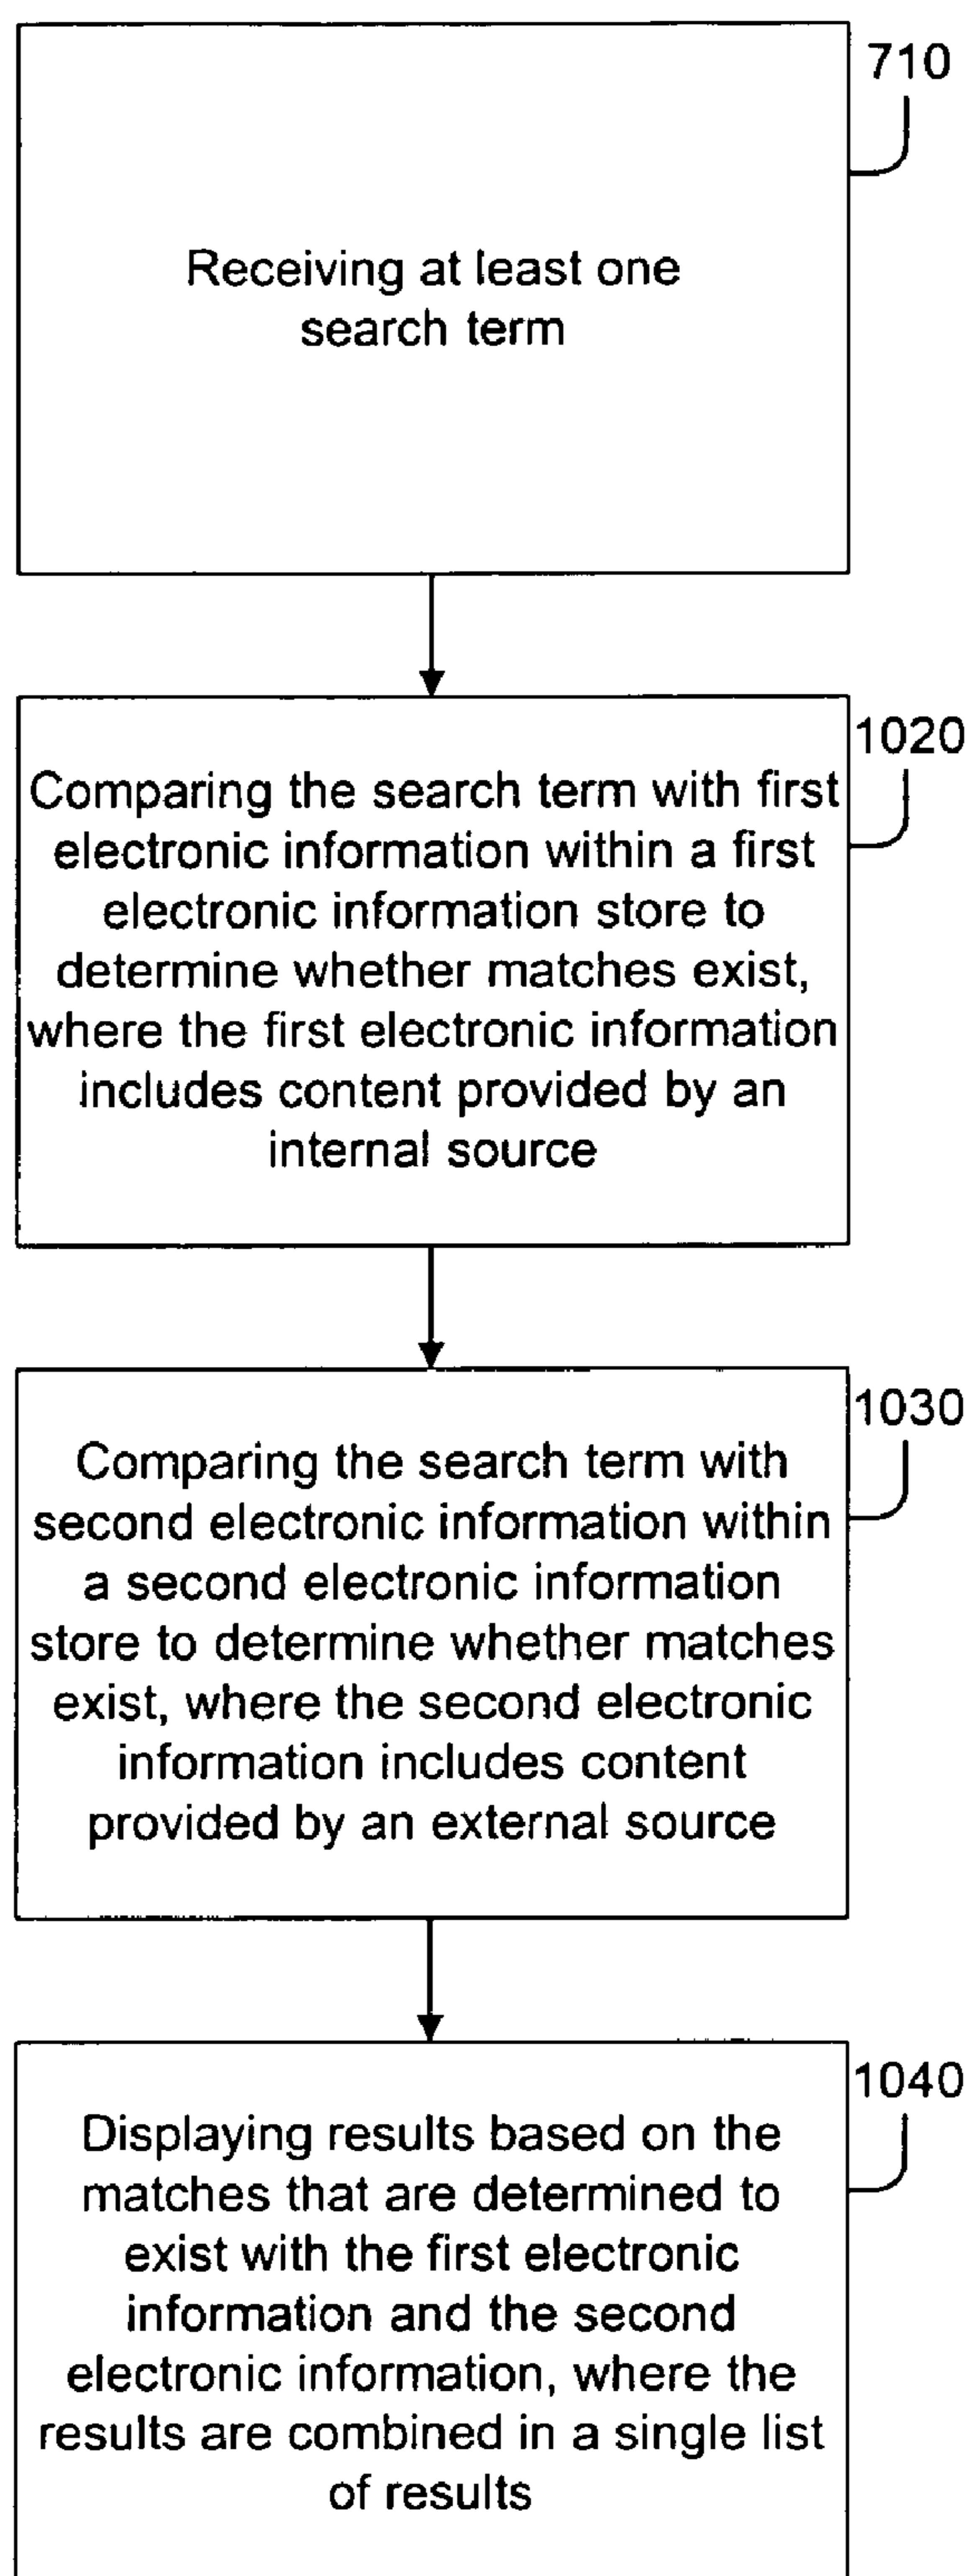 710
Receiving at least one
search term
1020
Comparing the search term with first
electronic information within a first
electronic information store to
determine whether matches exist,
where the first electronic information
includes content provided by an
internal source
1030
Comparing the search term with
second electronic information within
a second electronic information
store to determine whether matches
exist, where the second electronic
information includes content
provided by an external source
1040
Displaying results based on the
matches that are determined to
exist with the first electronic
information and the second
electronic information, where the
results are combined in a single list
of results